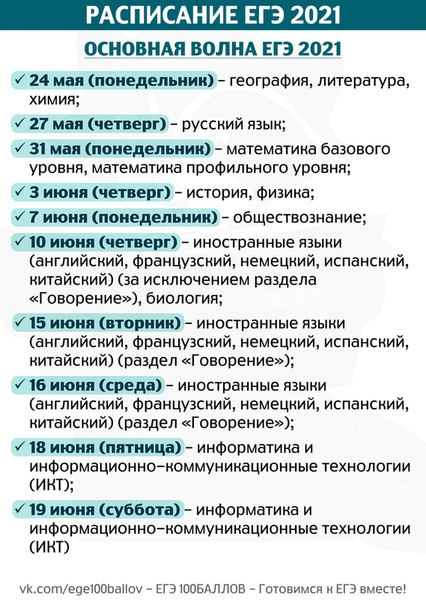 РАСПИСАНИЕ ЕГЭ 2021
ОСНОВНАЯ ВОЛНА ЕГЭ 2021
✓ 24 мая (понедельник) – география, литература,
химия;
✓ 27 мая (четверг) – русский язык;
✓ 31 мая (понедельник) – математика базового
уровня, математика профильного уровня;
✓ 3 июня (четверг) – история, физика;
✓ 7 июня (понедельник) – обществознание;
✓ 10 июня (четверг) – иностранные языки
(английский, французский, немецкий, испанский,
китайский) (за исключением раздела
«Говорение»), биология;
✓ 15 июня (вторник) – иностранные языки
(английский, французский, немецкий, испанский,
китайский) (раздел «Говорение»);
✓ 16 июня (среда) – иностранные языки
(английский, французский, немецкий, испанский,
китайский) (раздел «Говорение»);
✓ 18 июня (пятница) – информатика и
информационно-коммуникационные технологии
(ИКТ);
✓ 19 июня (суббота) – информатика и
информационно-коммуникационные технологии
(ИКТ)
vk.com/ege100ballov – ЕГЭ 100БАЛЛОВ – Готовимся к ЕГЭ вместе!